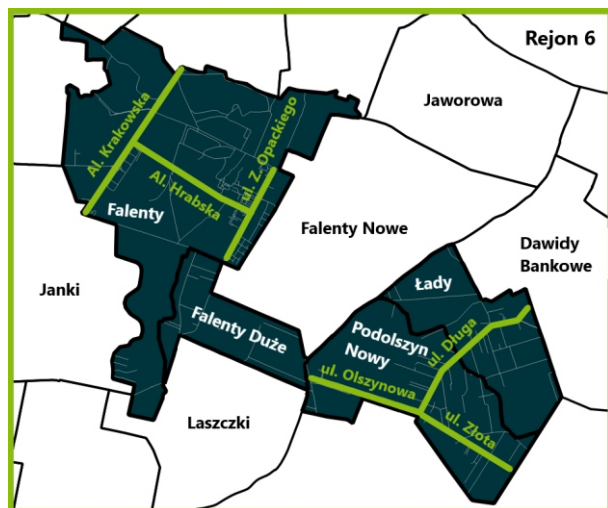 Rejon 6
Jaworowa
Al. Krakowska
ul. Z. Opackiego
Al. Hrabska
Falenty
Falenty Nowe
Dawidy
Bankowe
Łady
Janki
Falenty Duże
Podolszyn
Nowy
ul. Długa
ul. Olszynowa
ul. Złota
Laszczki